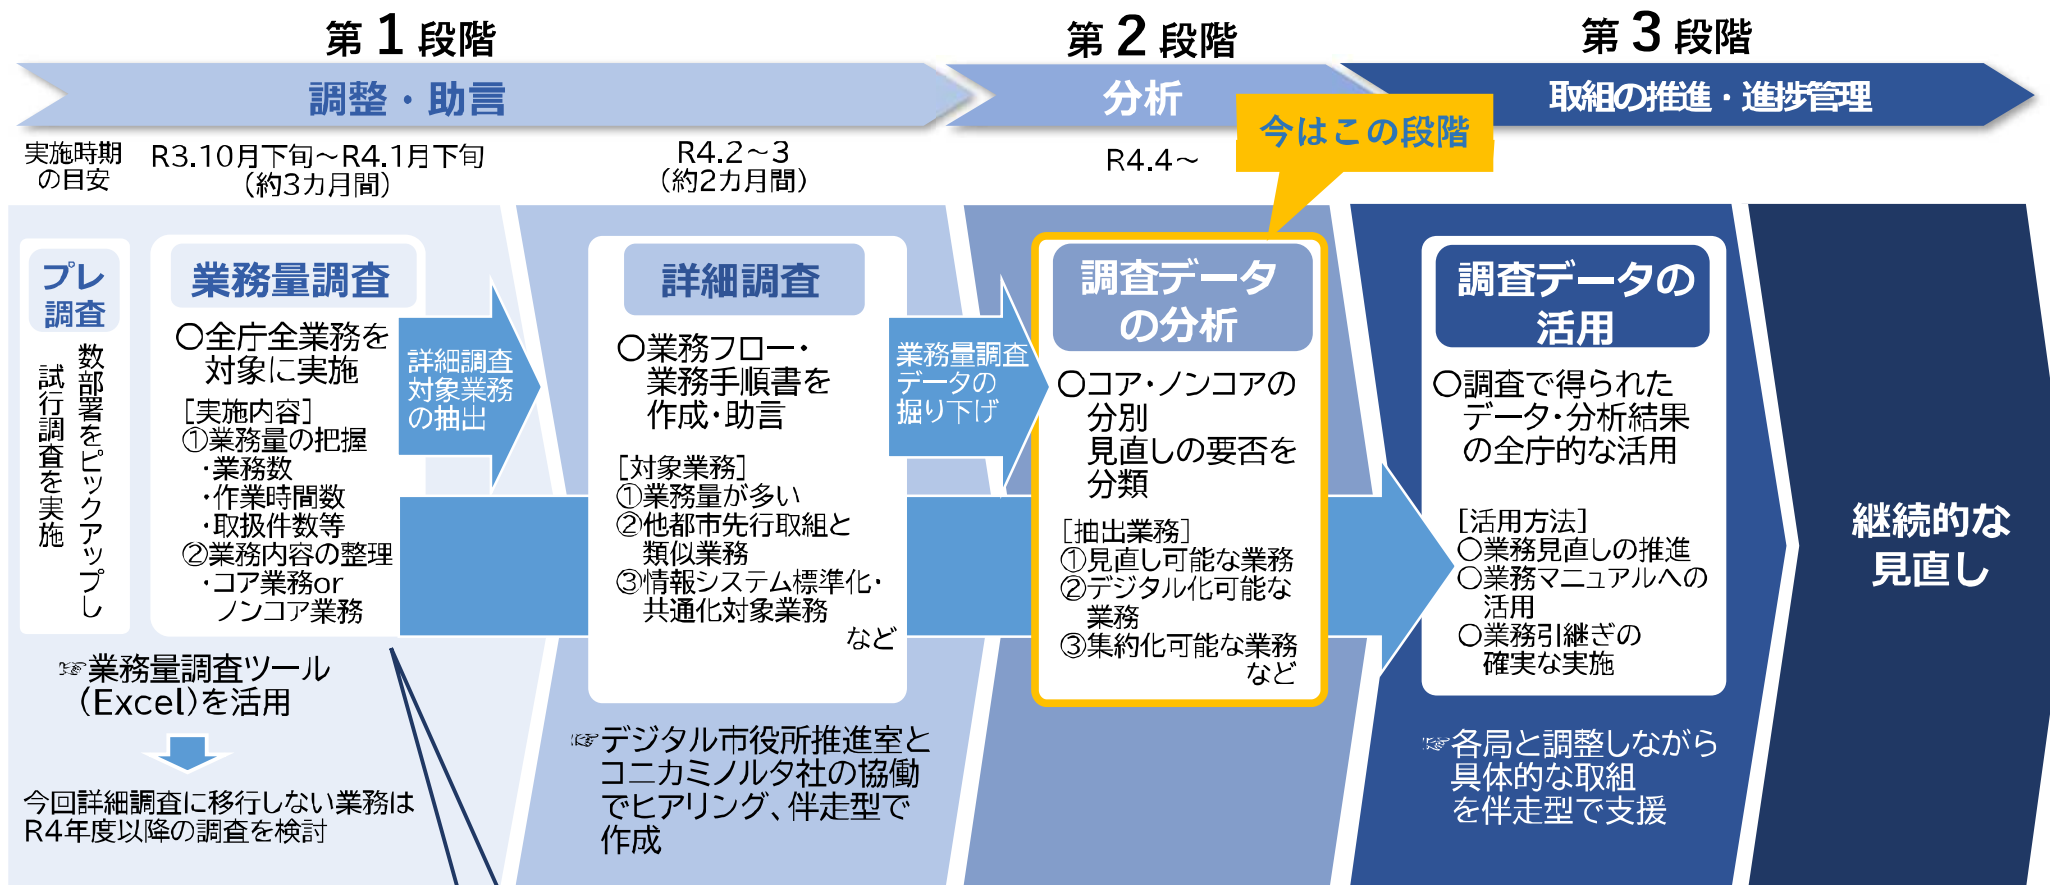 第1段階
調整・助言
第2段階
分析
第3段階
取組の推進・進捗管理
今はこの段階
実施時期
の目安
R3.10月下旬～R4.1月下旬
(約3カ月間)
R4.2～3
(約2カ月間)
R4.4～
プレ
調査
数部署をピックアップし
試行調査を実施
業務量調査
○全庁全業務を
対象に実施
[実施内容]
①業務量の把握
・業務数
・作業時間数
・取扱件数等
②業務内容の整理
・コア業務or
ノンコア業務
☞業務量調査ツール
(Excel)を活用
今回詳細調査に移行しない業務は
R4年度以降の調査を検討
詳細調査
対象業務
の抽出
詳細調査
○業務フロー・
業務手順書を
作成・助言
[対象業務]
①業務量が多い
②他都市先行取組と
類似業務
③情報システム標準化・
共通化対象業務
など
☞デジタル市役所推進室と
コニカミノルタ社の協働
でヒアリング、伴走型で
作成
業務量調査
データの
掘り下げ
調査データ
の分析
○コア・ノンコアの
分別
見直しの要否を
分類
[抽出業務]
①見直し可能な業務
②デジタル化可能な
業務
③集約化可能な業務
など
調査データの
活用
○調査で得られた
データ・分析結果
の全庁的な活用
[活用方法]
○業務見直しの推進
○業務マニュアルへの
活用
○業務引継ぎの
確実な実施
☞各局と調整しながら
具体的な取組
を伴走型で支援
継続的な
見直し